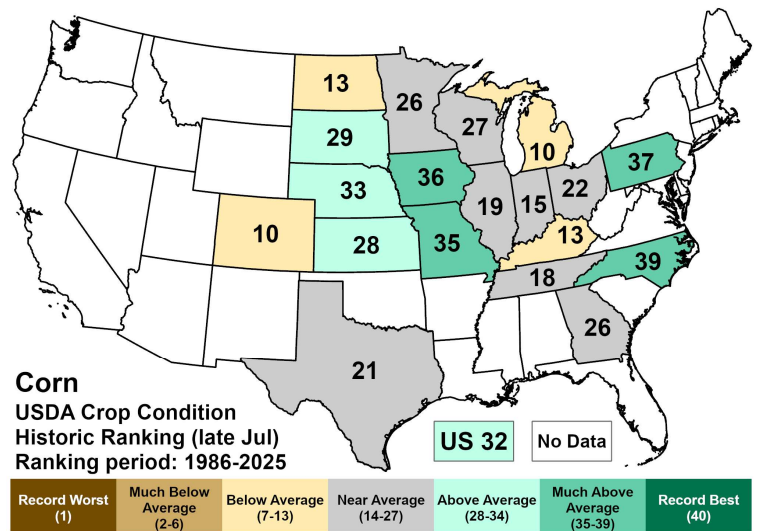 13
26
29
27
10
37
33
36
22
19
15
10
28
35
13
39
18
26
21
Corn
USDA Crop Condition
Historic Ranking (late Jul)
Ranking period: 1986-2025
US 32
No Data
Record Worst
(1)
Much Below
Average
(2-6)
Below Average
(7-13)
Near Average
(14-27)
Above Average
(28-34)
Much Above
Average
(35-39)
Record Best
(40)